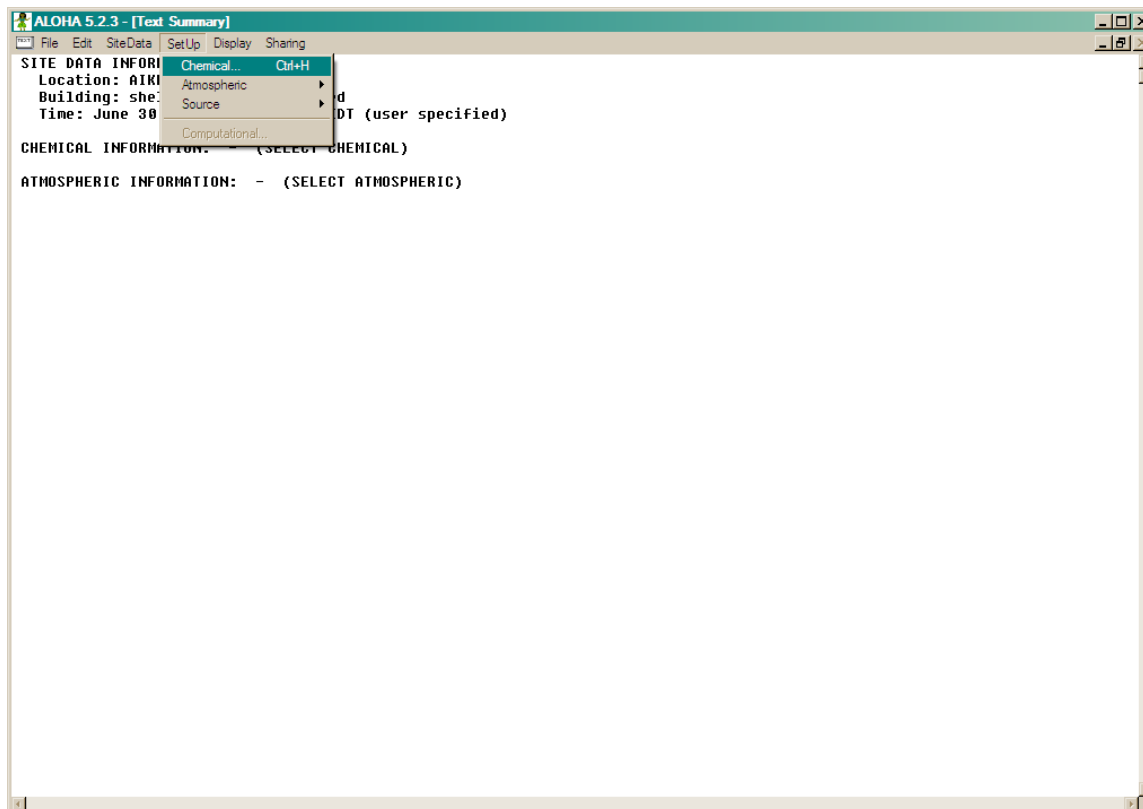 ALOHA 5.2.3 - [Text Summary]
File Edit SiteData SetUp Display Sharing
SITE DATA INFOR
Chemical... Ctrl+H
Location: AIK
Atmospheric
Building: she
d
Source
Time: June 30
DT (user specified)
Computational...
CHEMICAL INFORMATION: - (SELECT CHEMICAL)
ATMOSPHERIC INFORMATION: - (SELECT ATMOSPHERIC)